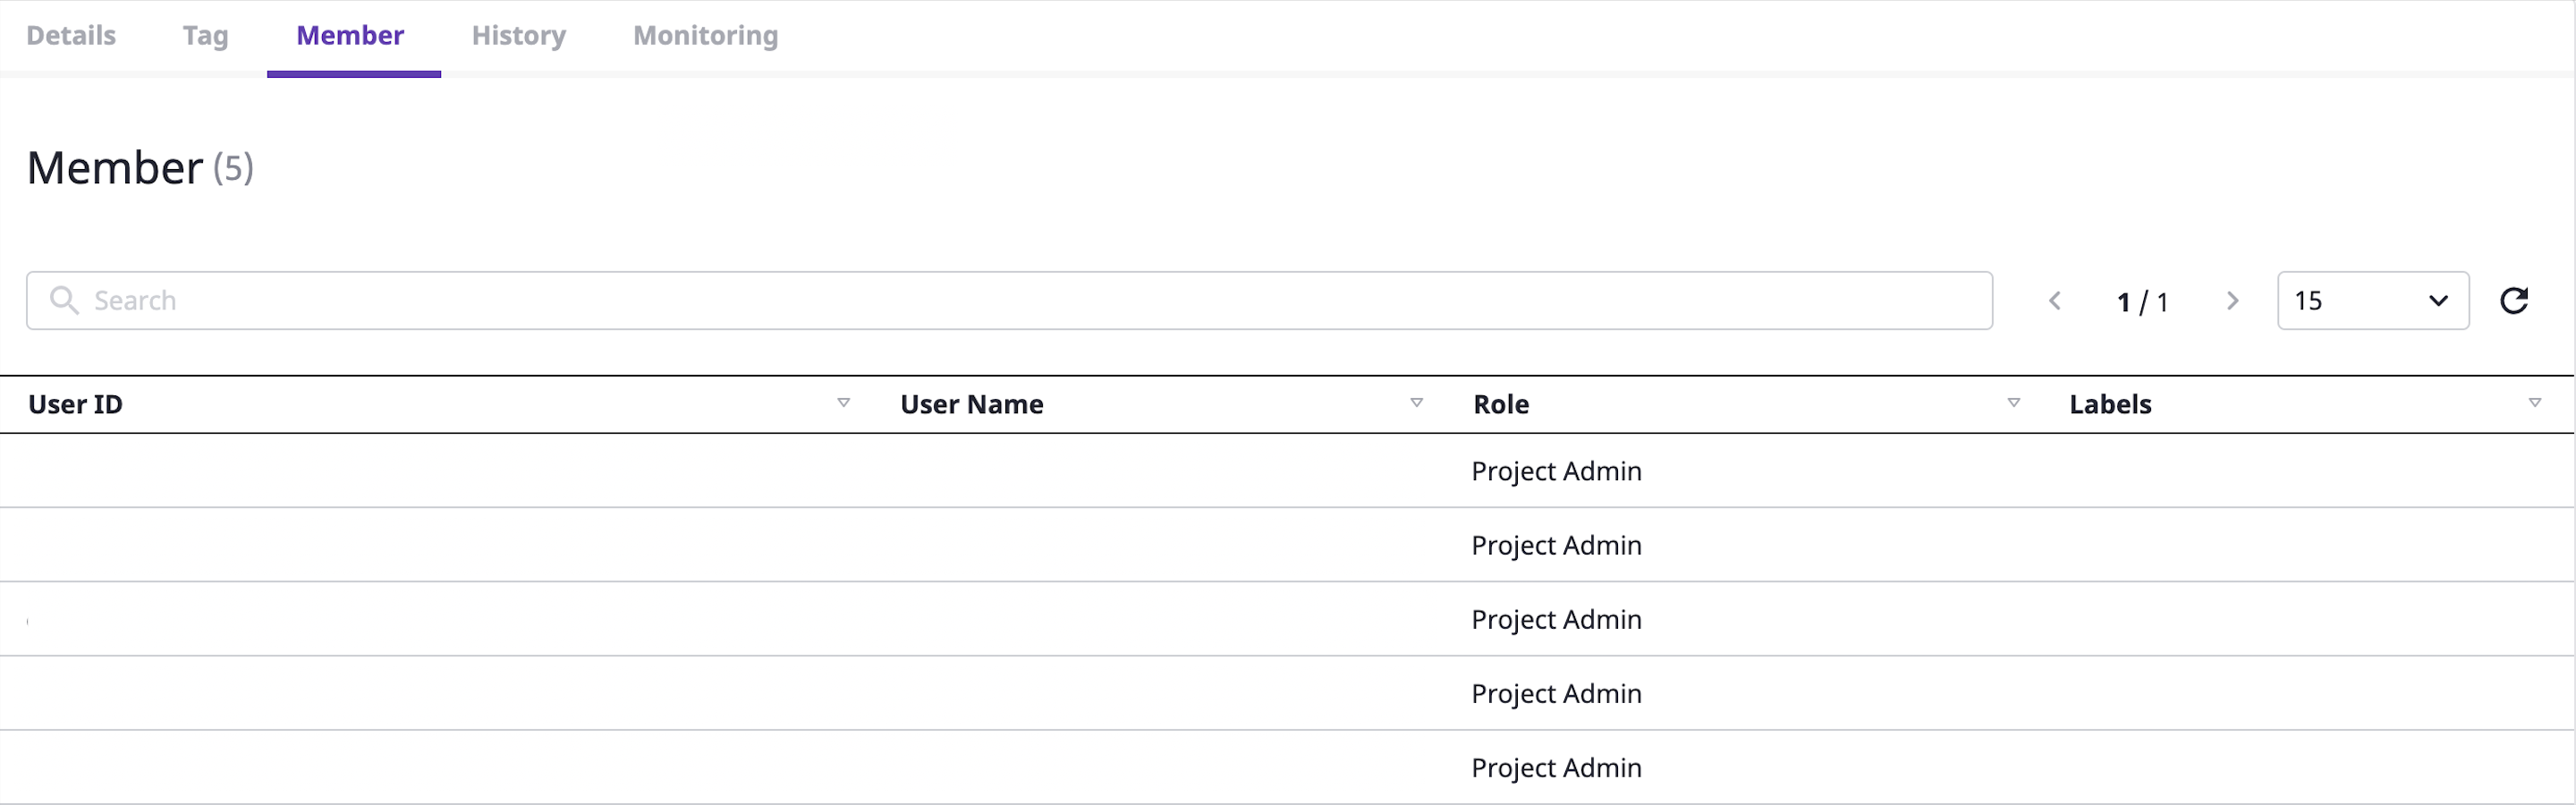 Details Tag Member History Monitoring
Member (5)
Search 1 / 1 15
User ID User Name Role Labels
Project Admin
Project Admin
Project Admin
Project Admin
Project Admin